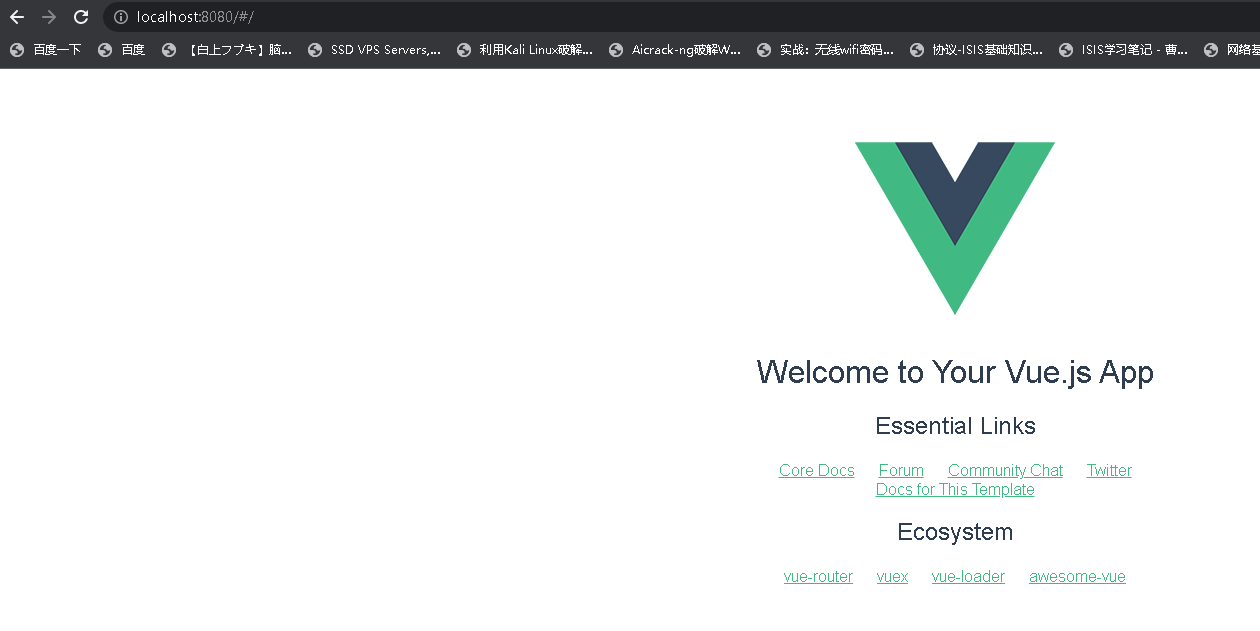 localhost:8080/#/
百度一下 百度 【白上フブキ】脑... SSD VPS Servers,... 利用Kali Linux破解... Aicrack-ng破解W... 实战：无线wifi密码... 协议-ISIS基础知识... ISIS学习笔记 - 曹... 网络基
Welcome to Your Vue.js App
Essential Links
Core Docs Forum Community Chat Twitter
Docs for This Template
Ecosystem
vue-router vuex vue-loader awesome-vue